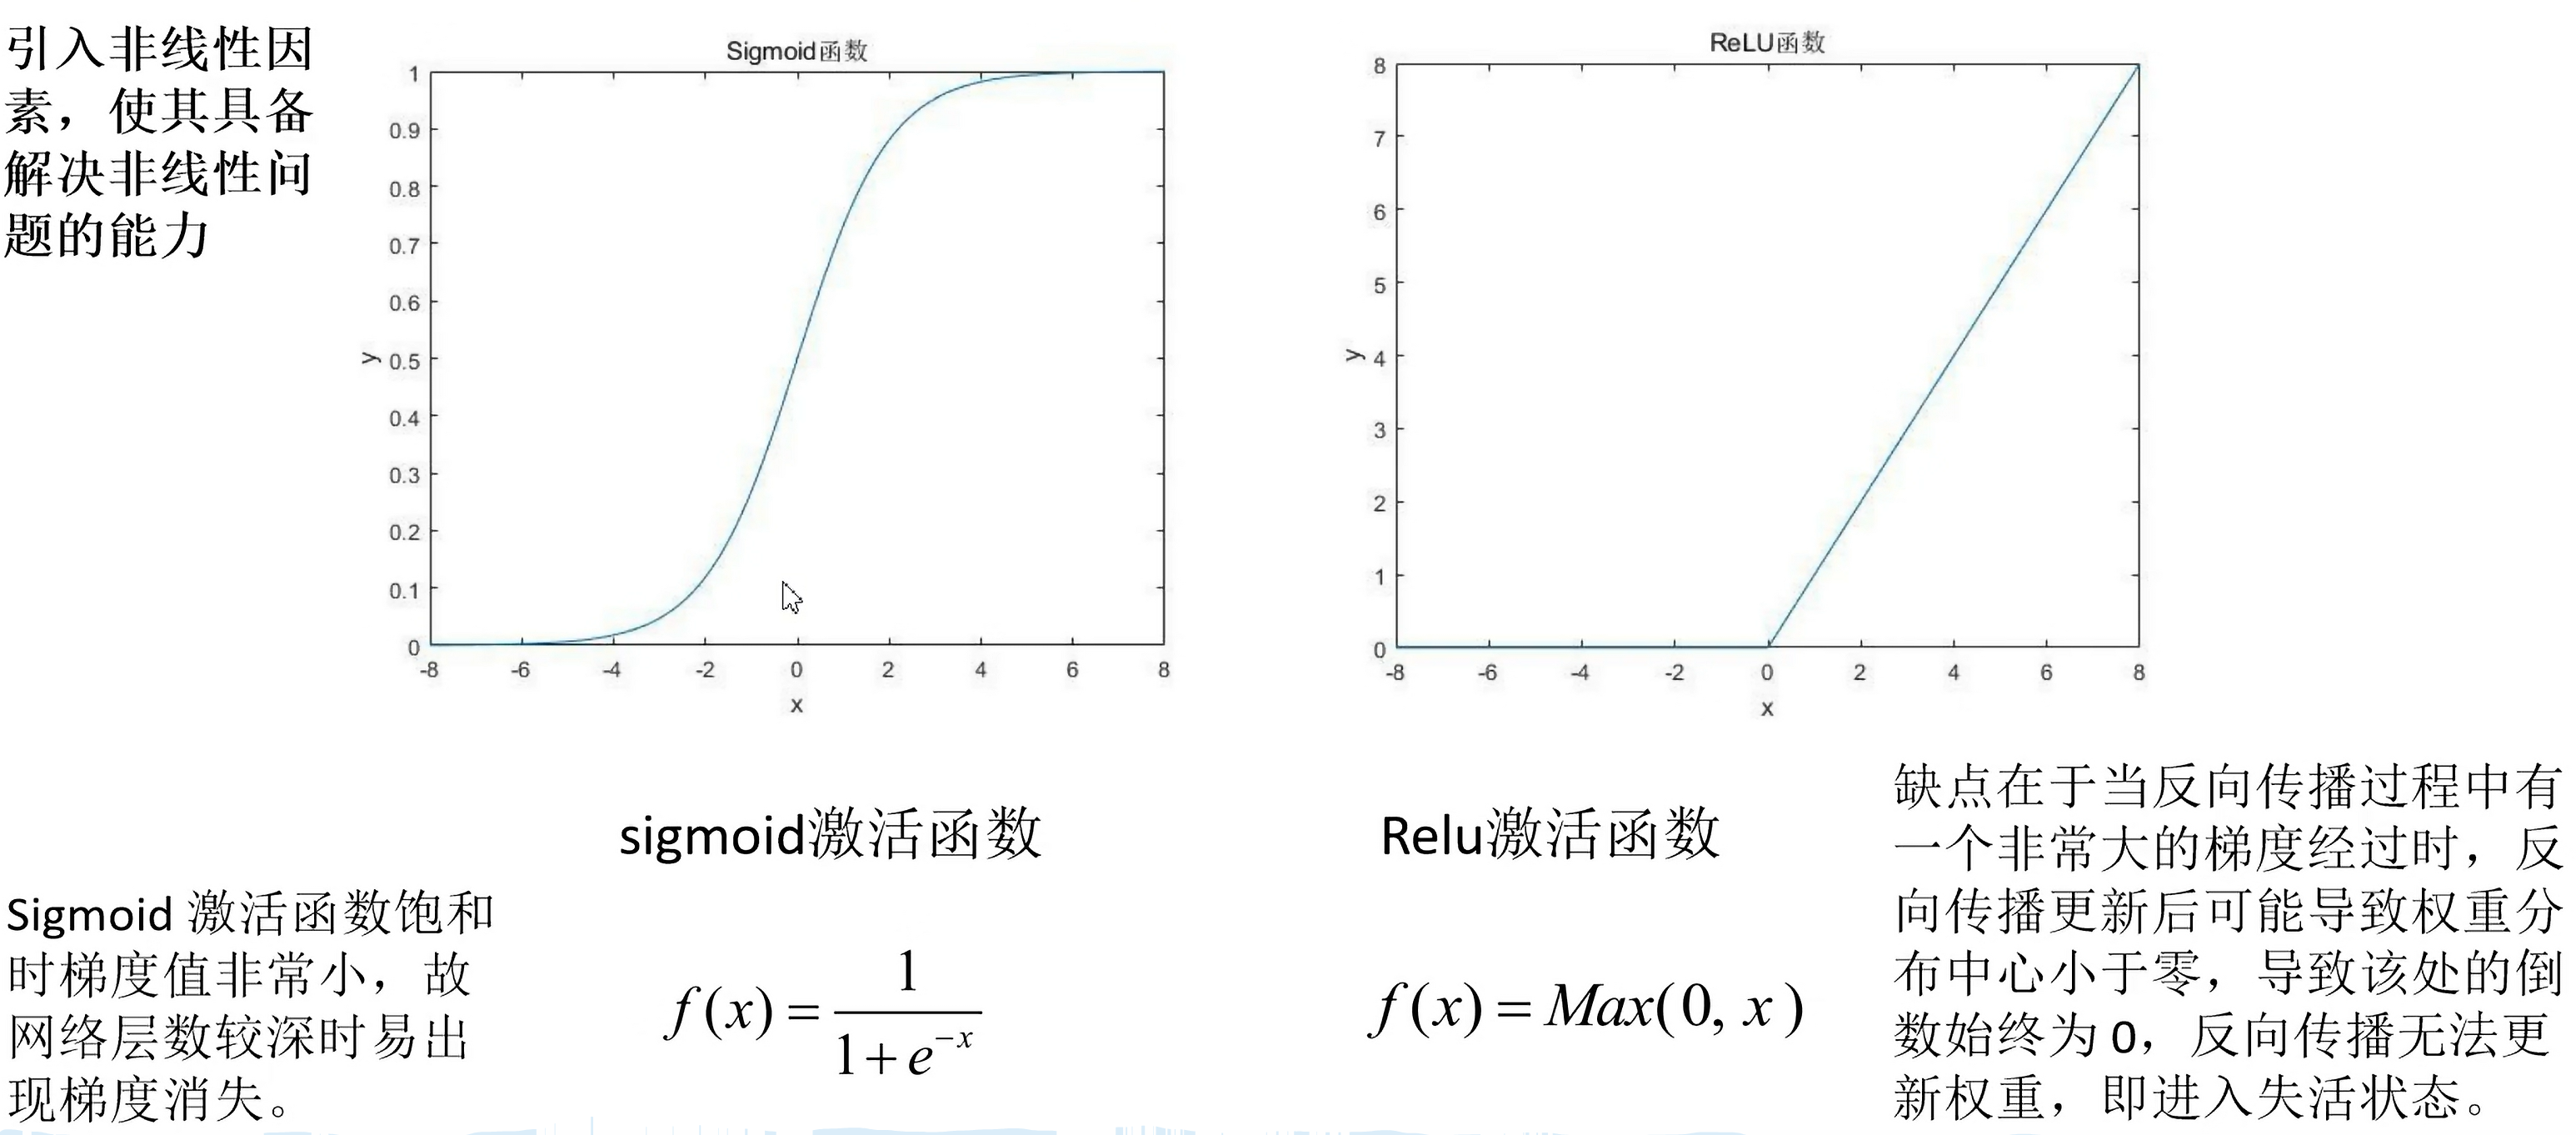 引入非线性因
素，使其具备
解决非线性问
题的能力
Sigmoid函数
1
0.9
0.8
0.7
0.6
0.5
0.4
0.3
0.2
0.1
0
y
-8 -6 -4 -2 0 2 4 6 8
x
ReLU函数
8
7
6
5
4
3
2
1
0
y
-8 -6 -4 -2 0 2 4 6 8
x
sigmoid激活函数
Sigmoid 激活函数饱和
时梯度值非常小，故
网络层数较深时易出
现梯度消失。
f(x) = 1 / (1+e^{-x})
Relu激活函数
f(x) = Max(0, x)
缺点在于当反向传播过程中有
一个非常大的梯度经过时，反
向传播更新后可能导致权重分
布中心小于零，导致该处的倒
数始终为 0，反向传播无法更
新权重，即进入失活状态。